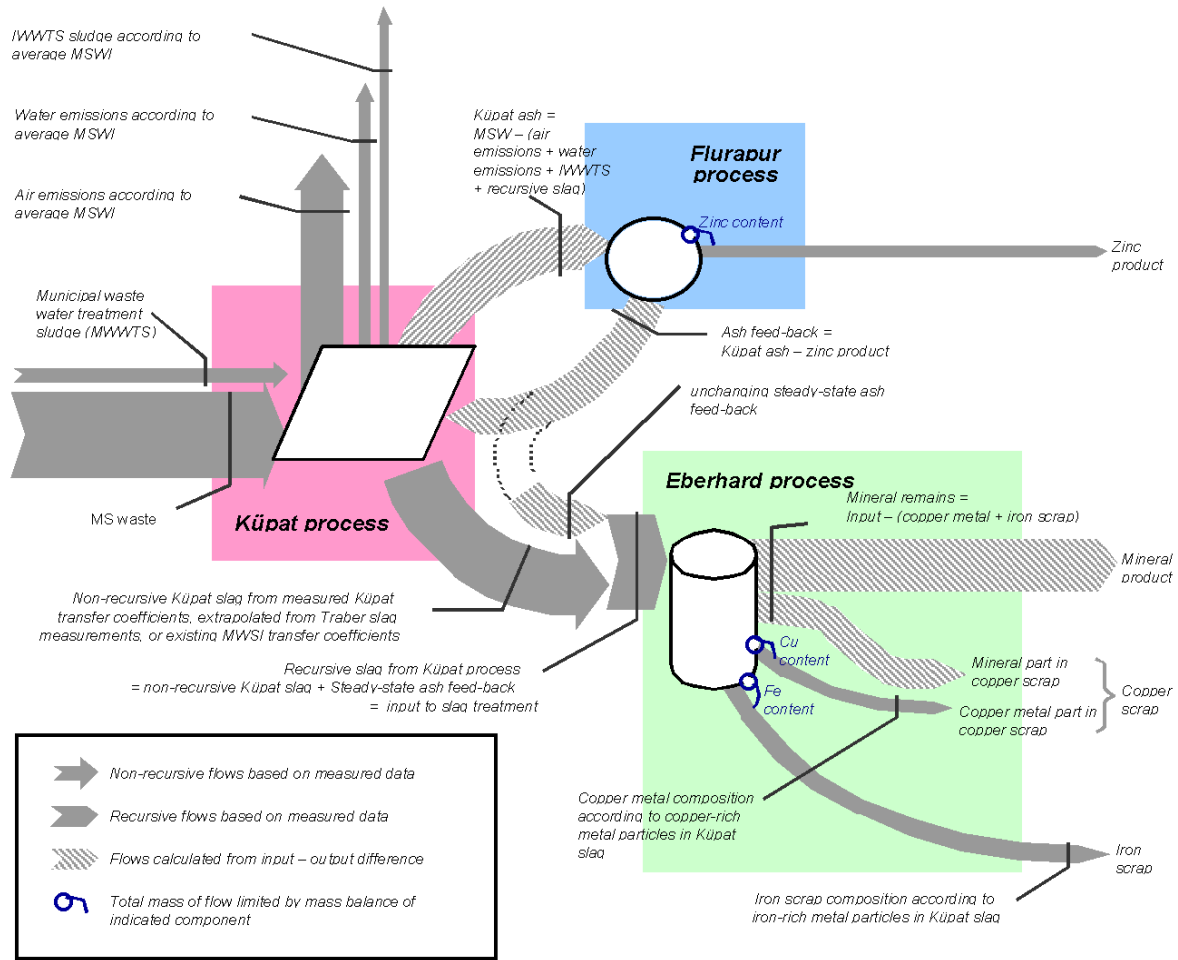 IWWTS sludge according to
average MSWI
Water emissions according to
average MSWI
Air emissions according to
average MSWI
Municipal waste
water treatment
sludge (MWWTS)
MS waste
Küpat process
Küpat ash =
MSW – (air
emissions + water
emissions + IWWTS
+ recursive slag)
Flurapur
process
Zinc content
Zinc
product
Ash feed-back =
Küpat ash – zinc product
unchanging steady-state ash
feed-back
Eberhard process
Mineral remains =
Input – (copper metal + iron scrap)
Mineral
product
Non-recursive Küpat slag from measured Küpat
transfer coefficients, extrapolated from Traber slag
measurements, or existing MWSI transfer coefficients
Recursive slag from Küpat process
= non-recursive Küpat slag + Steady-state ash feed-back
= input to slag treatment
Cu
content
Fe
content
Mineral part in
copper scrap
Copper metal part in
copper scrap
Copper
scrap
Copper metal composition
according to copper-rich
metal particles in Küpat
slag
Iron
scrap
Iron scrap composition according to
iron-rich metal particles in Küpat slag
Non-recursive flows based on measured data
Recursive flows based on measured data
Flows calculated from input – output difference
Total mass of flow limited by mass balance of
indicated component